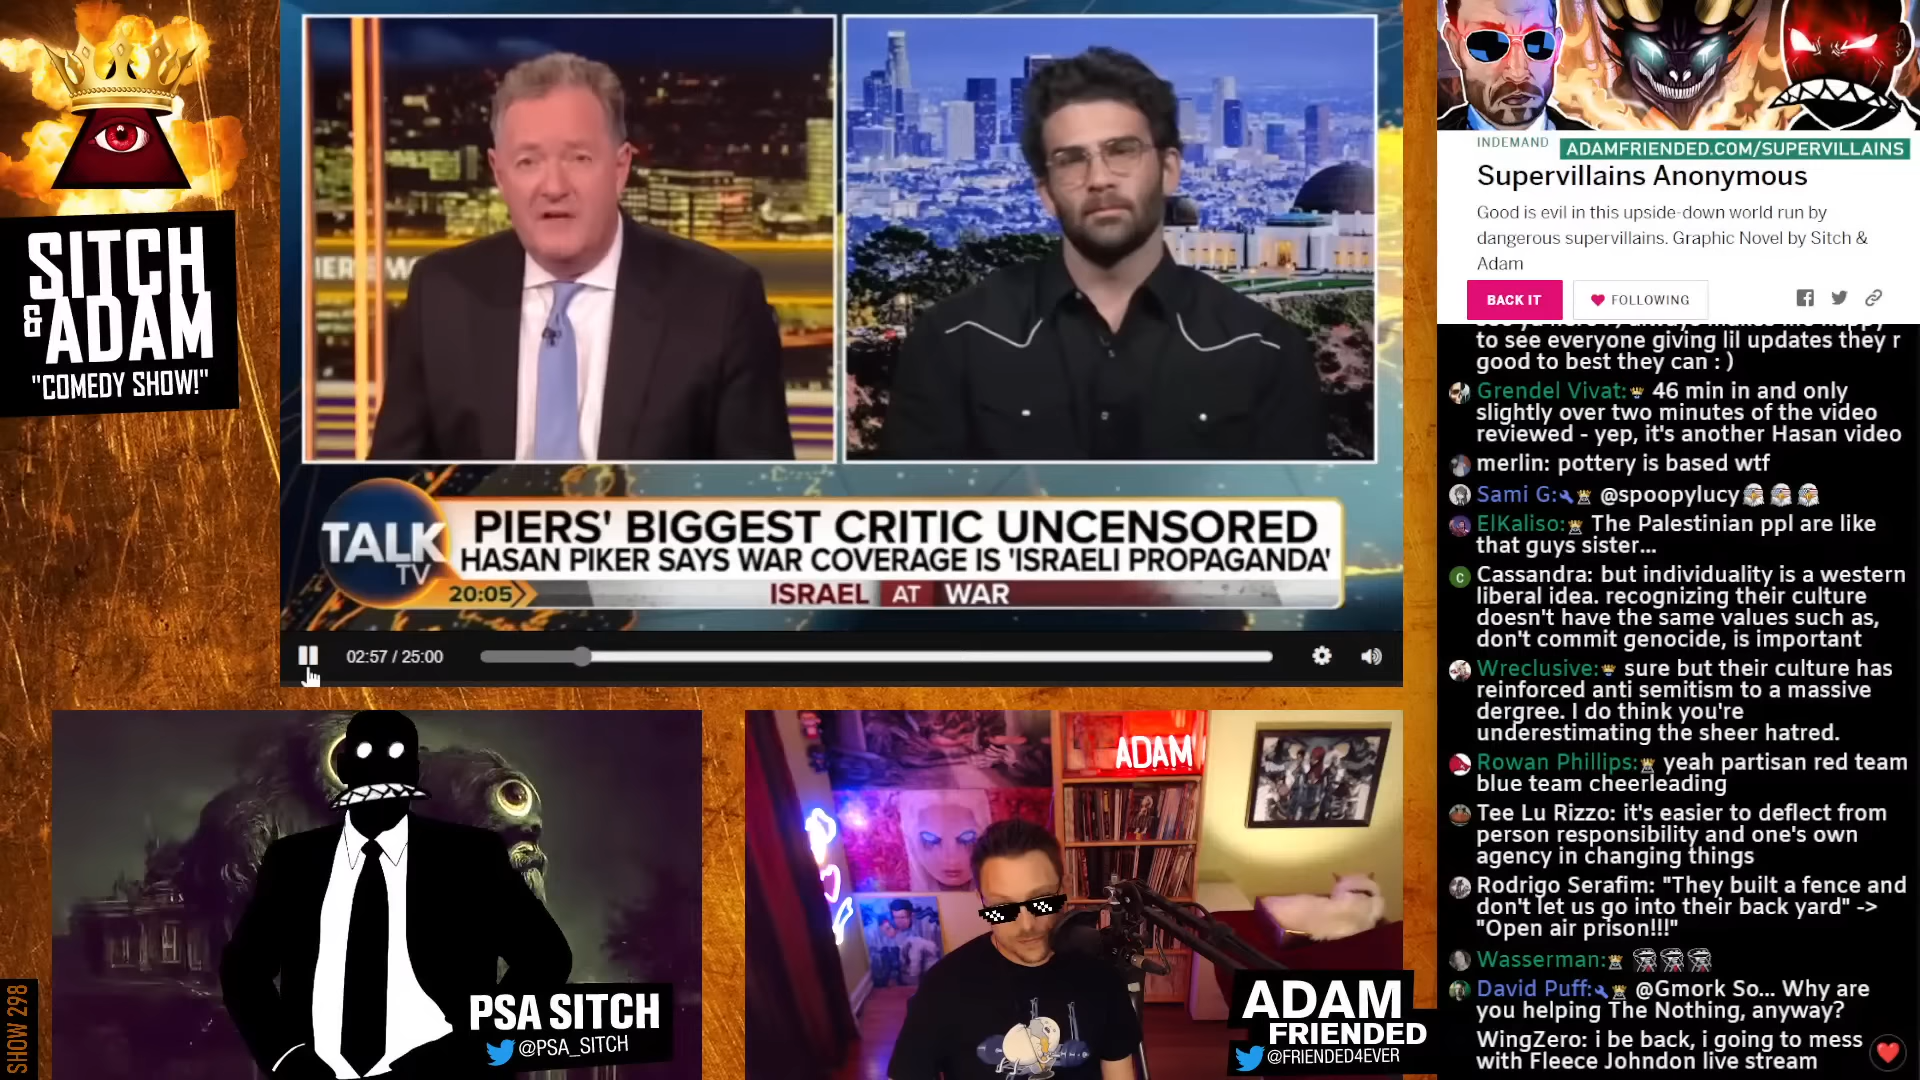 SITCH
& ADAM
"COMEDY SHOW!"
SHOW 298
TALK
TV
PIERS' BIGGEST CRITIC UNCENSORED
HASAN PIKER SAYS WAR COVERAGE IS 'ISRAELI PROPAGANDA'
20:05
ISRAEL AT WAR
02:57 / 25:00
PSA SITCH
@PSA_SITCH
ADAM
ADAM
FRIENDED
@FRIENDED4EVER
INDEMAND
ADAMFRIENDED.COM/SUPERVILLAINS
Supervillains Anonymous
Good is evil in this upside-down world run by
dangerous supervillains. Graphic Novel by Sitch &
Adam
BACK IT
FOLLOWING
to see everyone giving lil updates they r
good to best they can : )
Grendel Vivat: 46 min in and only
slightly over two minutes of the video
reviewed - yep, it's another Hasan video
merlin: pottery is based wtf
Sami G: @spoopylucy
ElKaliso: The Palestinian ppl are like
that guys sister...
C
Cassandra: but individuality is a western
liberal idea. recognizing their culture
doesn't have the same values such as,
don't commit genocide, is important
Wreclusive: sure but their culture has
reinforced anti semitism to a massive
dergree. I do think you're
underestimating the sheer hatred.
Rowan Phillips: yeah partisan red team
blue team cheerleading
Tee Lu Rizzo: it's easier to deflect from
person responsibility and one's own
agency in changing things
Rodrigo Serafim: "They built a fence and
don't let us go into their back yard" ->
"Open air prison!!!"
Wasserman:
David Puff: @Gmork So... Why are
you helping The Nothing, anyway?
WingZero: i be back, i going to mess
with Fleece Johndon live stream